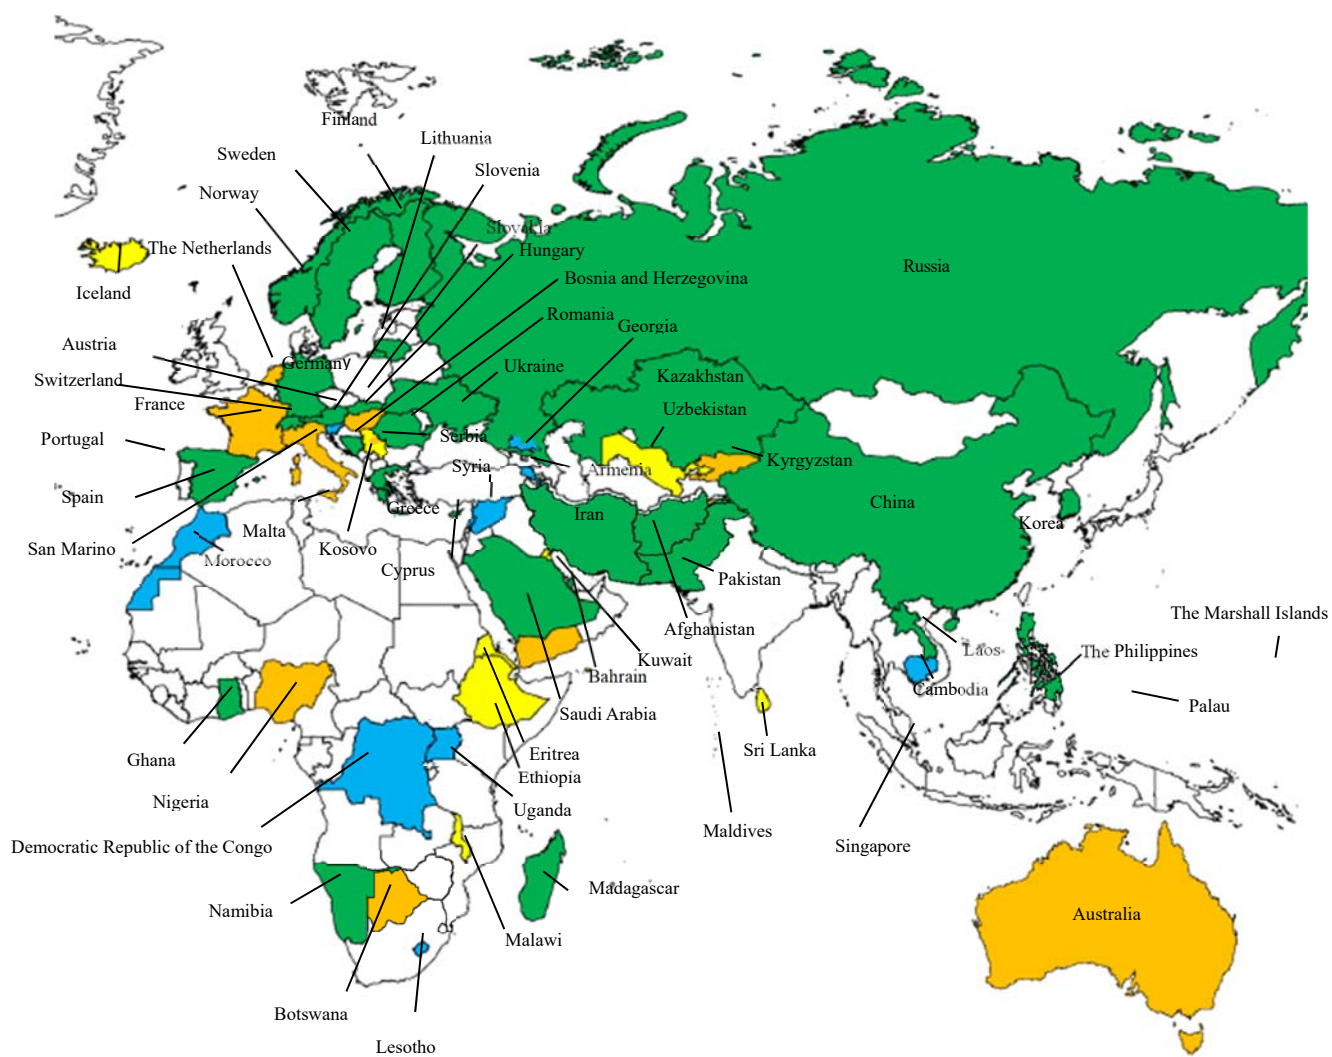 Finland
Lithuania
Sweden
Slovenia
Norway
Slovakia
The Netherlands
Hungary
Russia
Bosnia and Herzegovina
Iceland
Romania
Georgia
Austria
Germany
Ukraine
Switzerland
Kazakhstan
France
Uzbekistan
Portugal
Serbia
Kyrgyzstan
Syria
Armenia
Spain
China
Greece
Iran
Korea
Malta
San Marino
Kosovo
Morocco
Cyprus
Pakistan
The Marshall Islands
Afghanistan
Laos
The Philippines
Kuwait
Bahrain
Cambodia
Palau
Saudi Arabia
Sri Lanka
Eritrea
Ghana
Ethiopia
Nigeria
Uganda
Maldives
Democratic Republic of the Congo
Singapore
Madagascar
Namibia
Australia
Malawi
Botswana
Lesotho